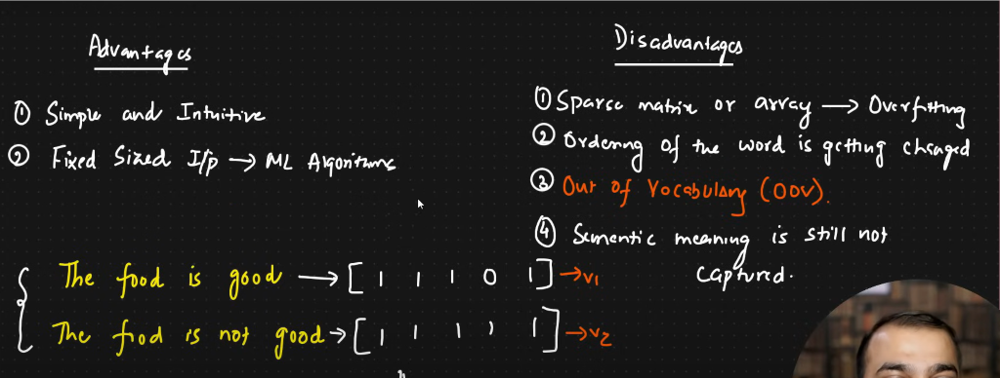 Advantages
① Simple and Intuitive
② Fixed Sized I/p → ML Algorithms
Disadvantages
① Sparse matrix or array → Overfitting
② Ordering of the word is getting changed
③ Out of Vocabulary (OOV).
④ Semantic meaning is still not
captured.
The food is good → [ 1 1 1 0 1 ] → v1
The food is not good → [ 1 1 1 1 1 ] → v2